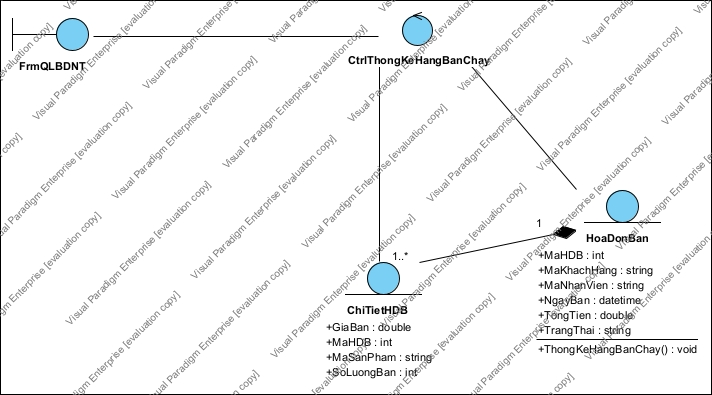 FrmQLBDNT
CtrlThongKeHangBanChay
1
1..*
HoaDonBan
+MaHDB : int
+MaKhachHang : string
+MaNhanVien : string
+NgayBan : datetime
+TongTien : double
+TrangThai : string
+ThongKeHangBanChay() : void
ChiTietHDB
+GiaBan : double
+MaHDB : int
+MaSanPham : string
+SoLuongBan : int
Visual Paradigm Enterprise [evaluation copy]